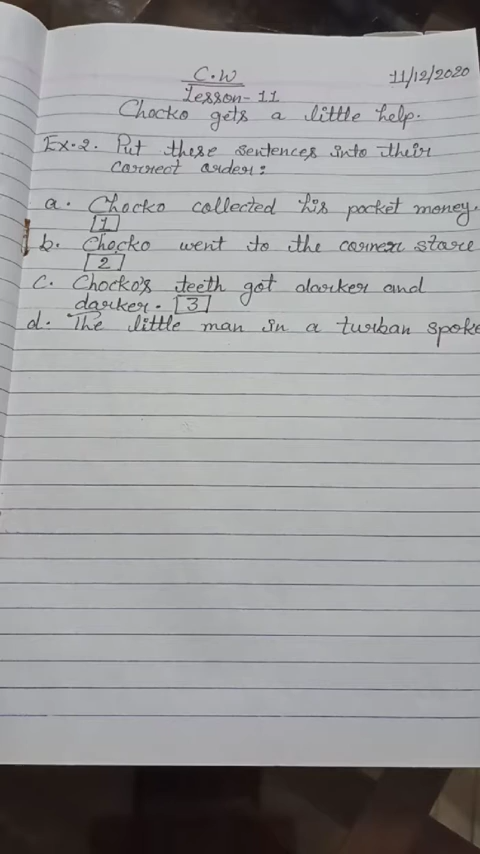 C.W
11/12/2020
Lesson-11
Chocko gets a little help.
Ex-2. Put these sentences into their
correct order:
a. Chocko collected his pocket money.
[1]
b. Chocko went to the corner store
[2]
c. Chocko's teeth got darker and
darker. [3]
d. The little man in a turban spoke